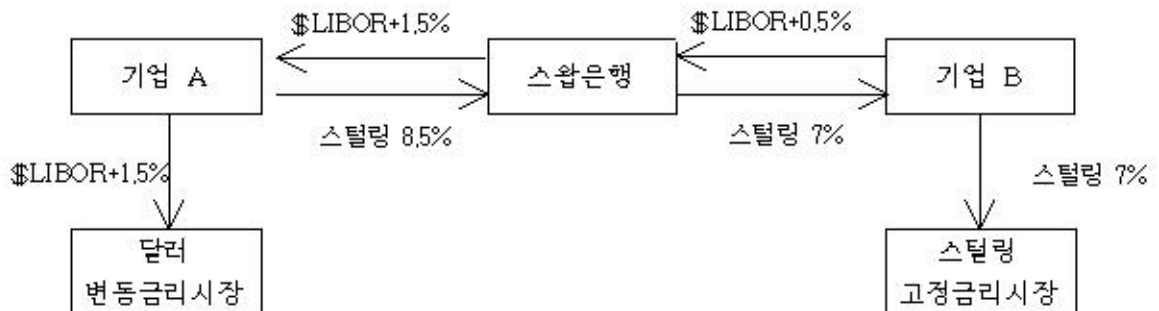 $LIBOR+1,5%
$LIBOR+0,5%
기업 A
스왑은행
기업 B
스털링 8,5%
스털링 7%
$LIBOR+1,5%
스털링 7%
달러
변동금리시장
스털링
고정금리시장